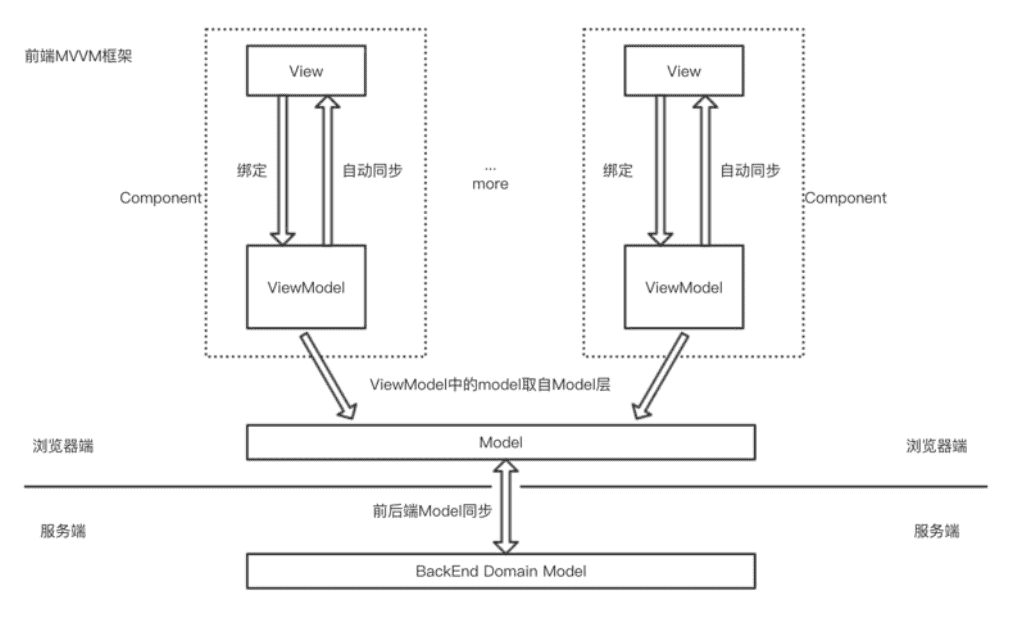 前端MVVM框架
View
View
绑定
自动同步
...
more
绑定
自动同步
Component
Component
ViewModel
ViewModel
ViewModel中的model取自Model层
浏览器端
Model
浏览器端
前后端Model同步
服务端
服务端
BackEnd Domain Model